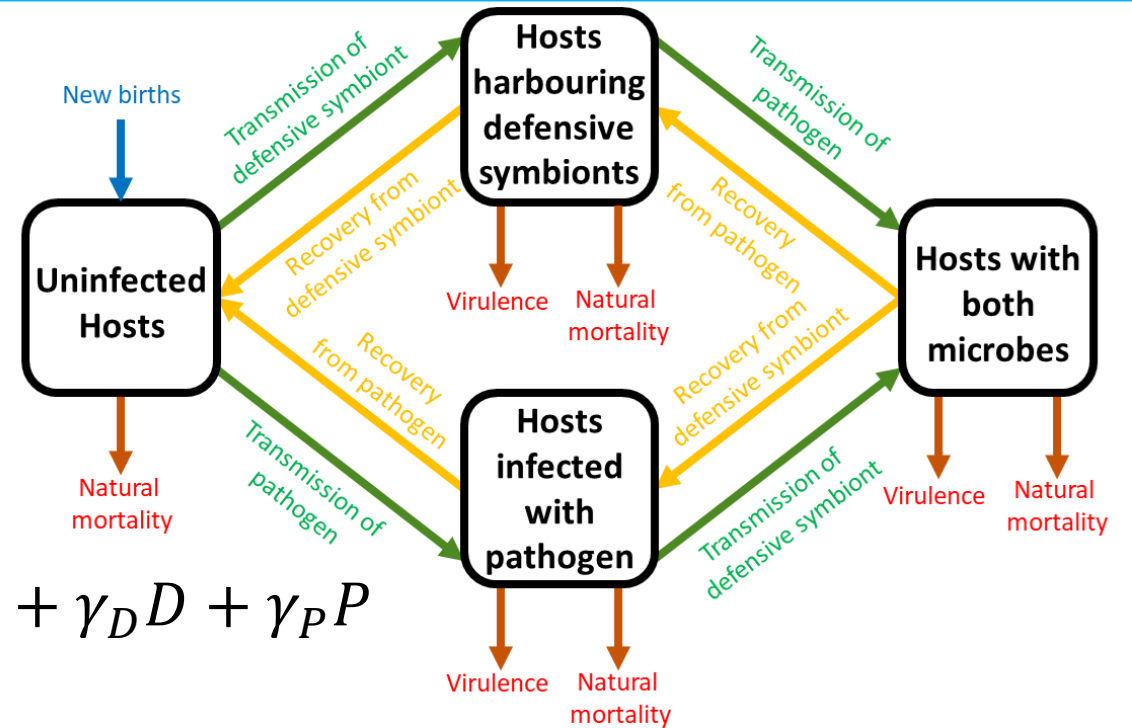 New births
Uninfected
Hosts
Natural
mortality
Transmission of
defensive symbiont
Recovery from
defensive symbiont
Recovery
from pathogen
Transmission of
pathogen
Hosts
harbouring
defensive
symbionts
Virulence
Natural
mortality
Hosts
infected
with
pathogen
Virulence
Natural
mortality
Transmission of
pathogen
Recovery
from pathogen
Recovery from
defensive symbiont
Transmission of
defensive symbiont
Hosts with
both
microbes
Virulence
Natural
mortality
+ γ_D D + γ_P P